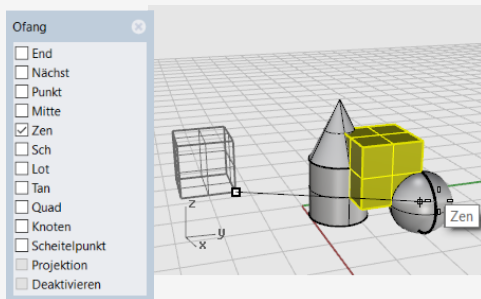 Ofang
End
Nächst
Punkt
Mitte
Zen
Sch
Lot
Tan
Quad
Knoten
Scheitelpunkt
Projektion
Deaktivieren
z
y
x
Zen